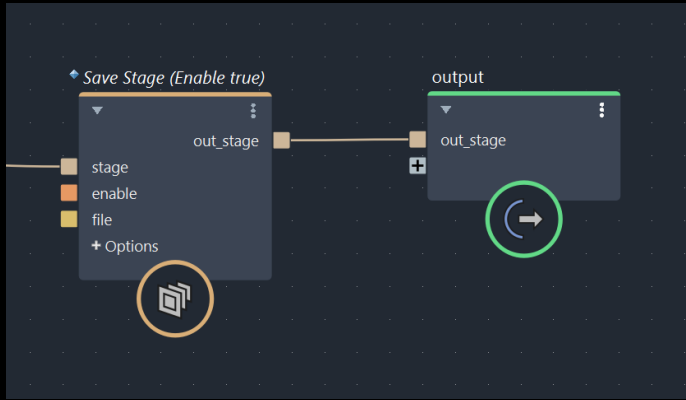 Save Stage (Enable true)
out_stage
stage
enable
file
+ Options
output
out_stage